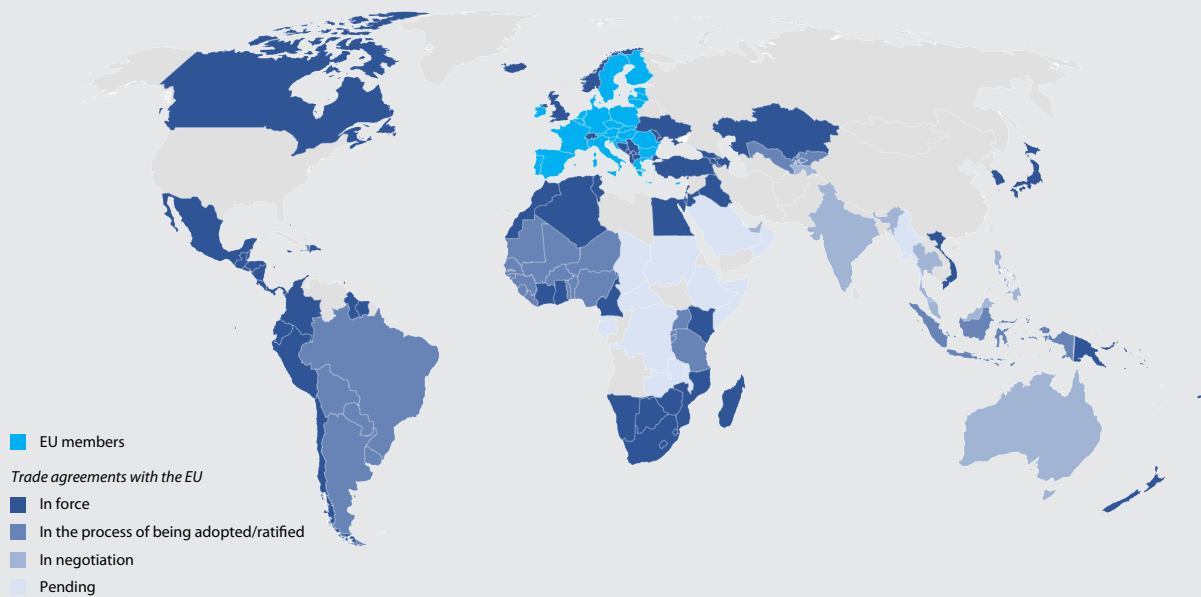 EU members
Trade agreements with the EU
In force
In the process of being adopted/ratified
In negotiation
Pending